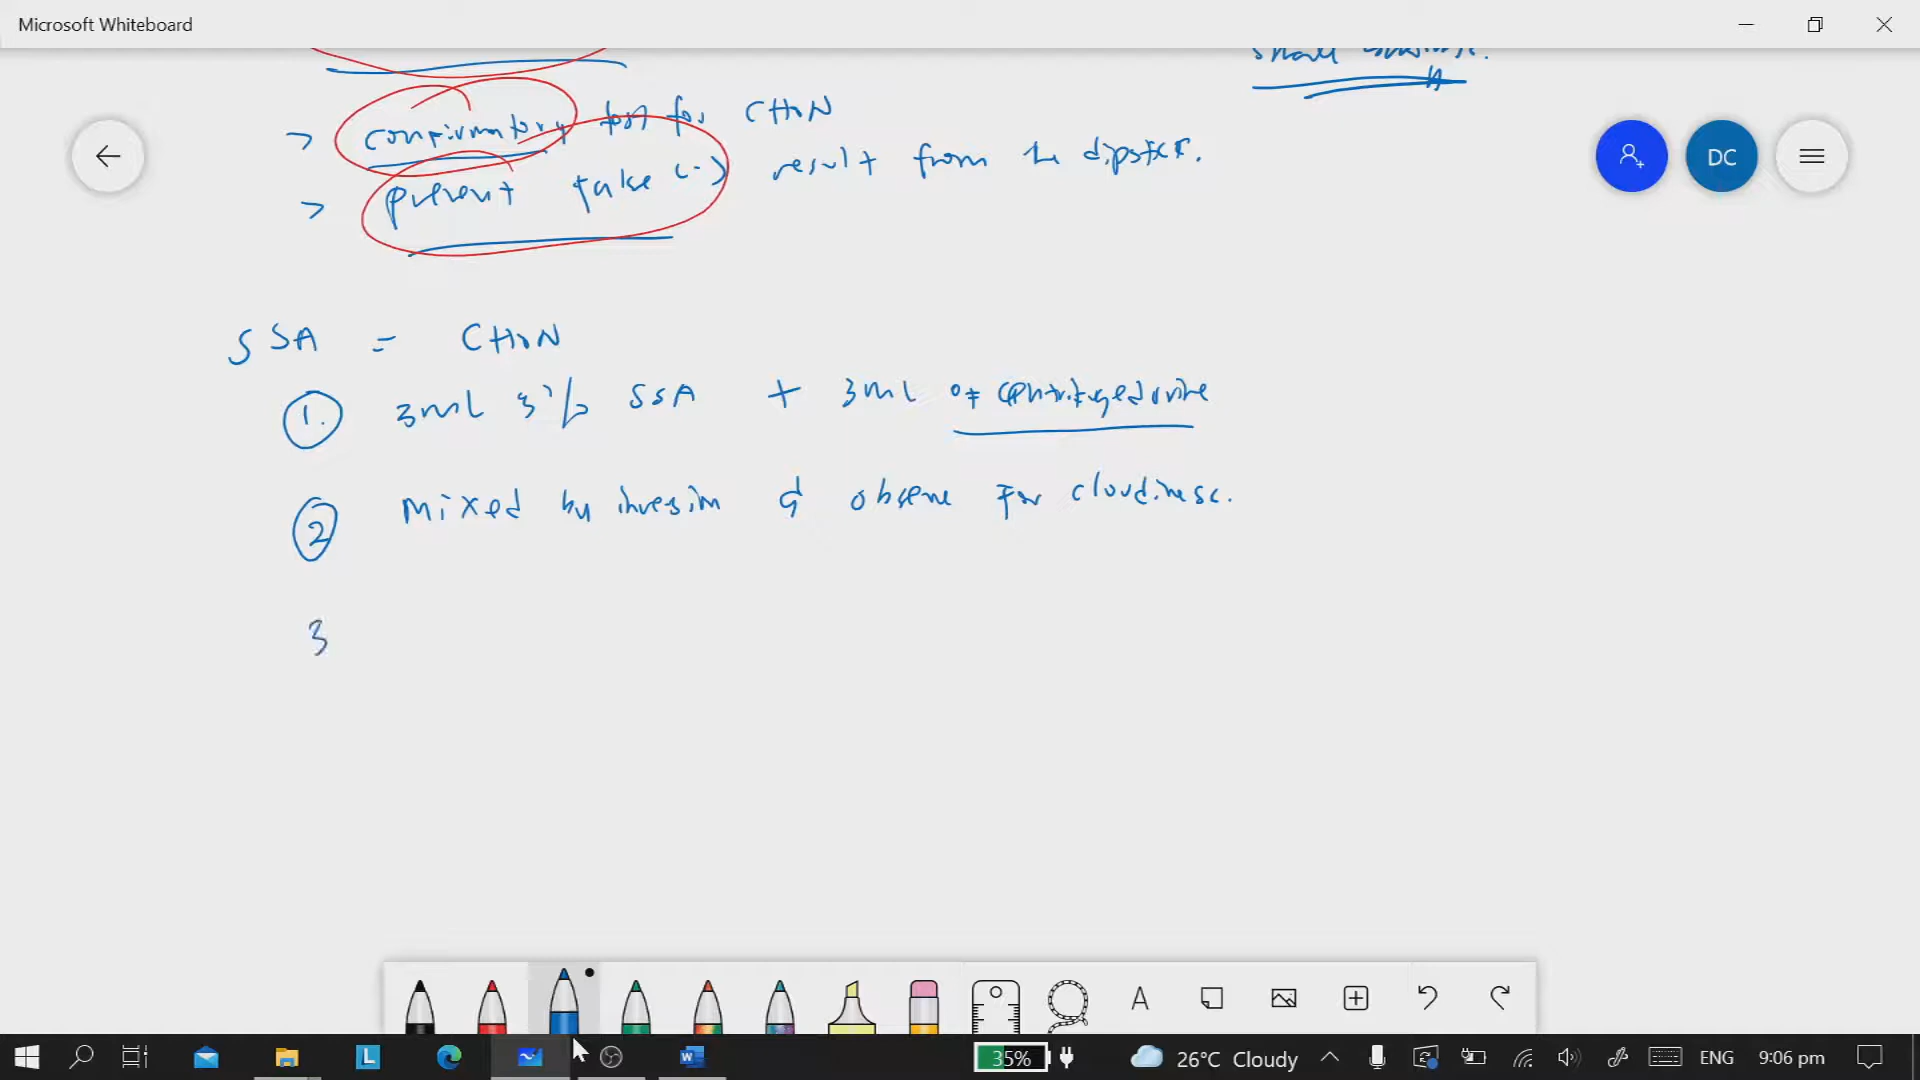 Microsoft Whiteboard
> confirmatory test for CHON
> prevent false (-) result from the dipstick.
DC
SSA = CHON
1. 3mL 3% SSA + 3mL of centrifuged urine
2 Mixed by inversion & observe for cloudiness.
3
A
L W 35% 26°C Cloudy ENG 9:06 pm